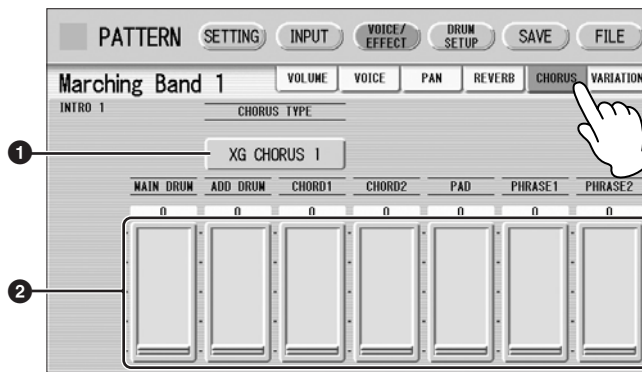 PATTERN SETTING INPUT VOICE/EFFECT DRUM SETUP SAVE FILE
Marching Band 1 VOLUME VOICE PAN REVERB CHORUS VARIATION
INTRO 1 CHORUS TYPE
1 XG CHORUS 1
MAIN DRUM ADD DRUM CHORD1 CHORD2 PAD PHRASE1 PHRASE2
0 0 0 0 0 0 0
2